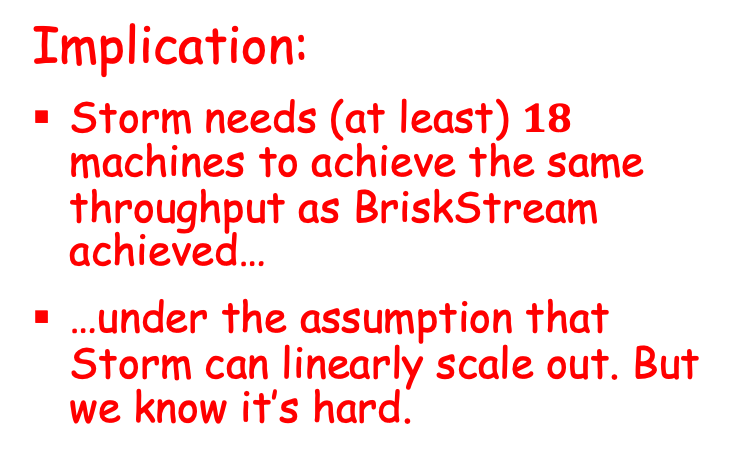 Implication:
▪ Storm needs (at least) 18
machines to achieve the same
throughput as BriskStream
achieved…
▪ …under the assumption that
Storm can linearly scale out. But
we know it's hard.